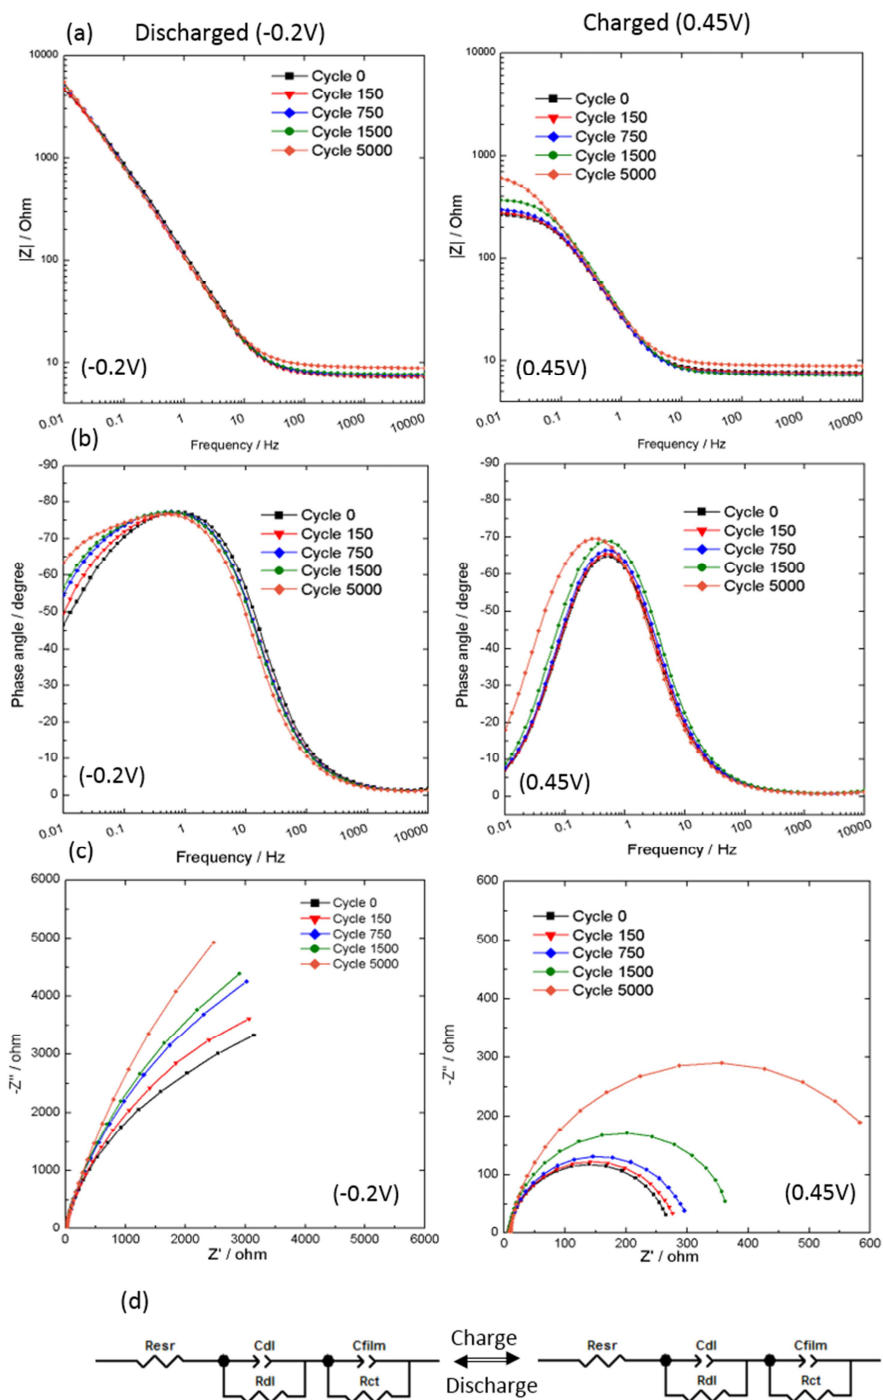 (a)
Discharged (-0.2V)
Charged (0.45V)
10000
1000
100
10
|Z| / Ohm
Cycle 0
Cycle 150
Cycle 750
Cycle 1500
Cycle 5000
(-0.2V)
0.01 0.1 1 10 100 1000 10000
Frequency / Hz
10000
1000
100
10
|Z| / Ohm
Cycle 0
Cycle 150
Cycle 750
Cycle 1500
Cycle 5000
(0.45V)
0.01 0.1 1 10 100 1000 10000
Frequency / Hz
(b)
-90
-80
-70
-60
-50
-40
-30
-20
-10
0
Phase angle / degree
Cycle 0
Cycle 150
Cycle 750
Cycle 1500
Cycle 5000
(-0.2V)
0.01 0.1 1 10 100 1000 10000
Frequency / Hz
-90
-80
-70
-60
-50
-40
-30
-20
-10
0
Phase angle / degree
Cycle 0
Cycle 150
Cycle 750
Cycle 1500
Cycle 5000
(0.45V)
0.01 0.1 1 10 100 1000 10000
Frequency / Hz
(c)
6000
5000
4000
3000
2000
1000
0
-Z'' / ohm
Cycle 0
Cycle 150
Cycle 750
Cycle 1500
Cycle 5000
(-0.2V)
0 1000 2000 3000 4000 5000 6000
Z' / ohm
600
500
400
300
200
100
0
-Z'' / ohm
Cycle 0
Cycle 150
Cycle 750
Cycle 1500
Cycle 5000
(0.45V)
0 100 200 300 400 500 600
Z' / ohm
(d)
Resr Cdl Cfilm
Rdl Rct
Charge
Discharge
Resr Cdl Cfilm
Rdl Rct